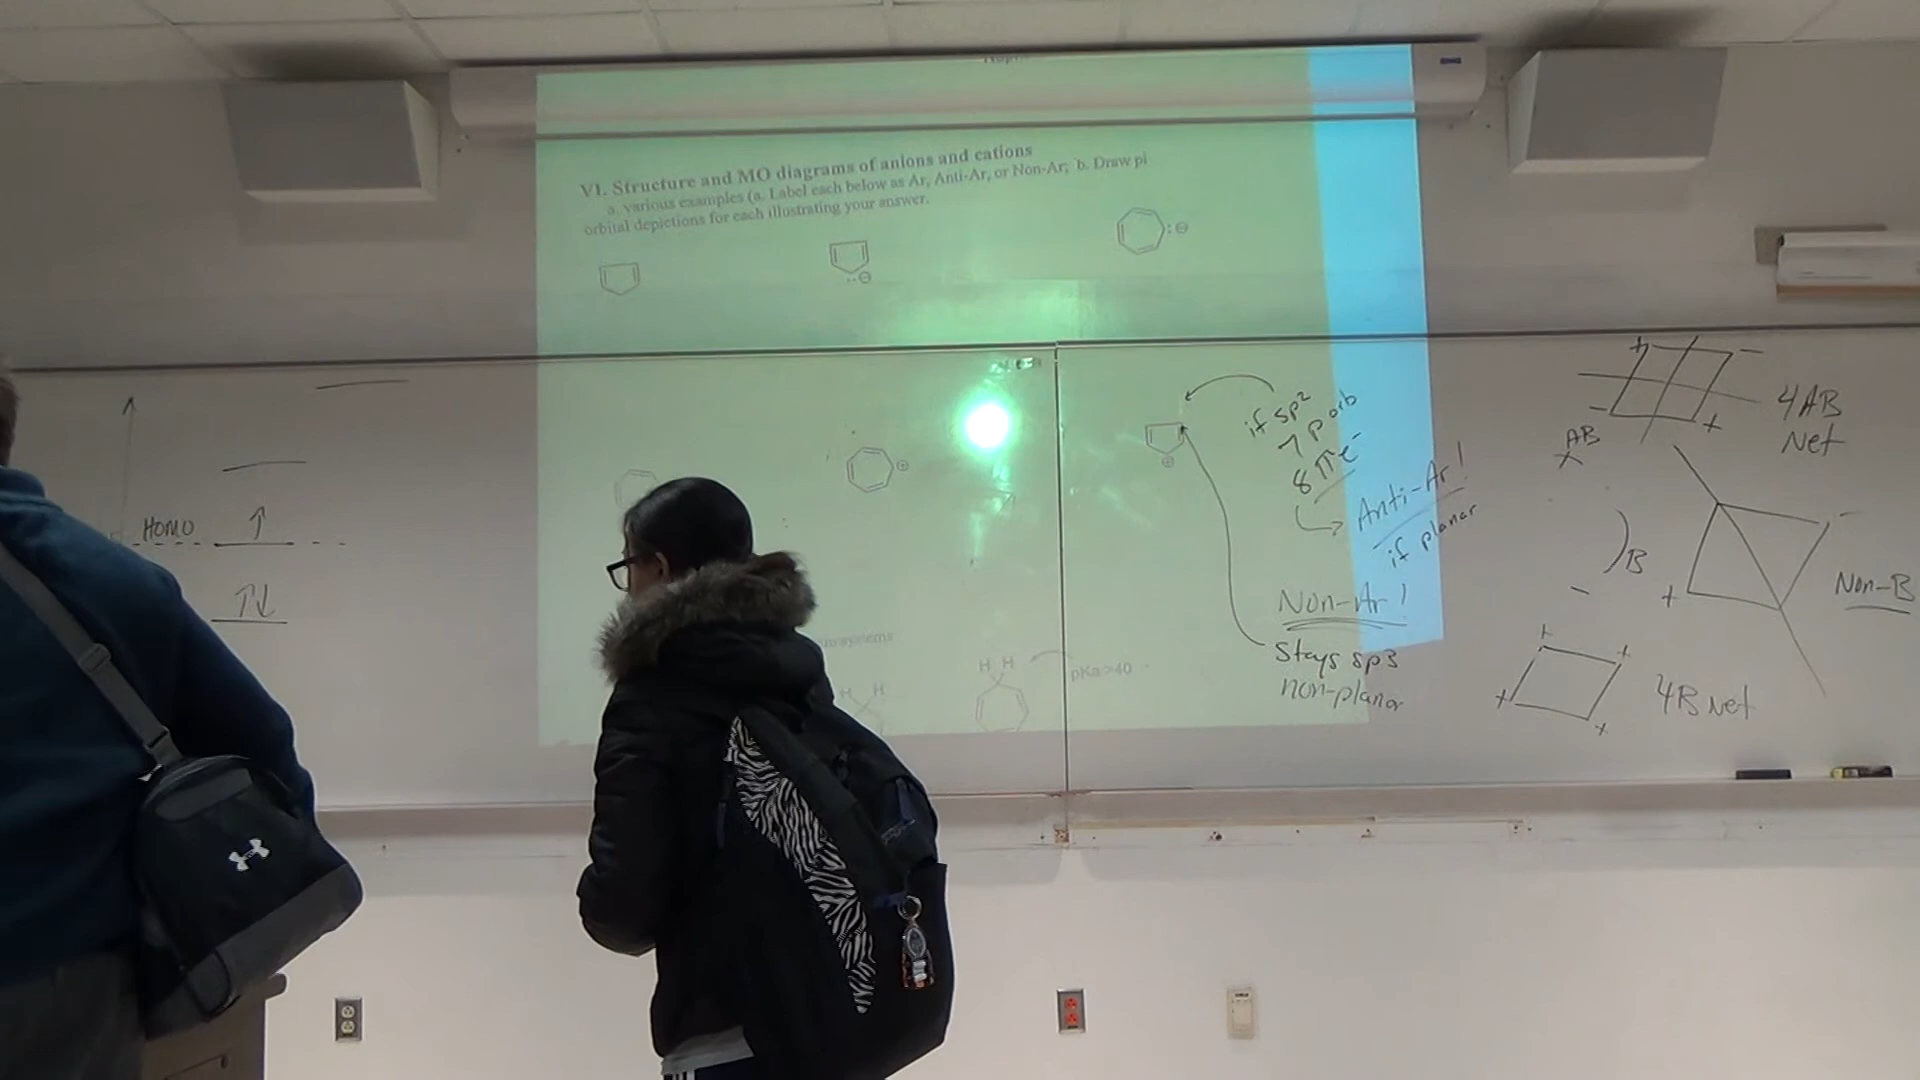 VI. Structure and MO diagrams of anions and cations
a. various examples (a. Label each below as Ar, Anti-Ar, or Non-Ar; b. Draw pi
orbital depictions for each illustrating your answer.
HOMO
if sp2
7 p orb
8 πe-
Anti-Ar!
if planar
Non-Ar!
Stays sp3
non-planar
H H
H H
pKa>40
+ -
- +
4AB
Net
AB
B
-
+
Non-B
+ +
+ +
4B Net